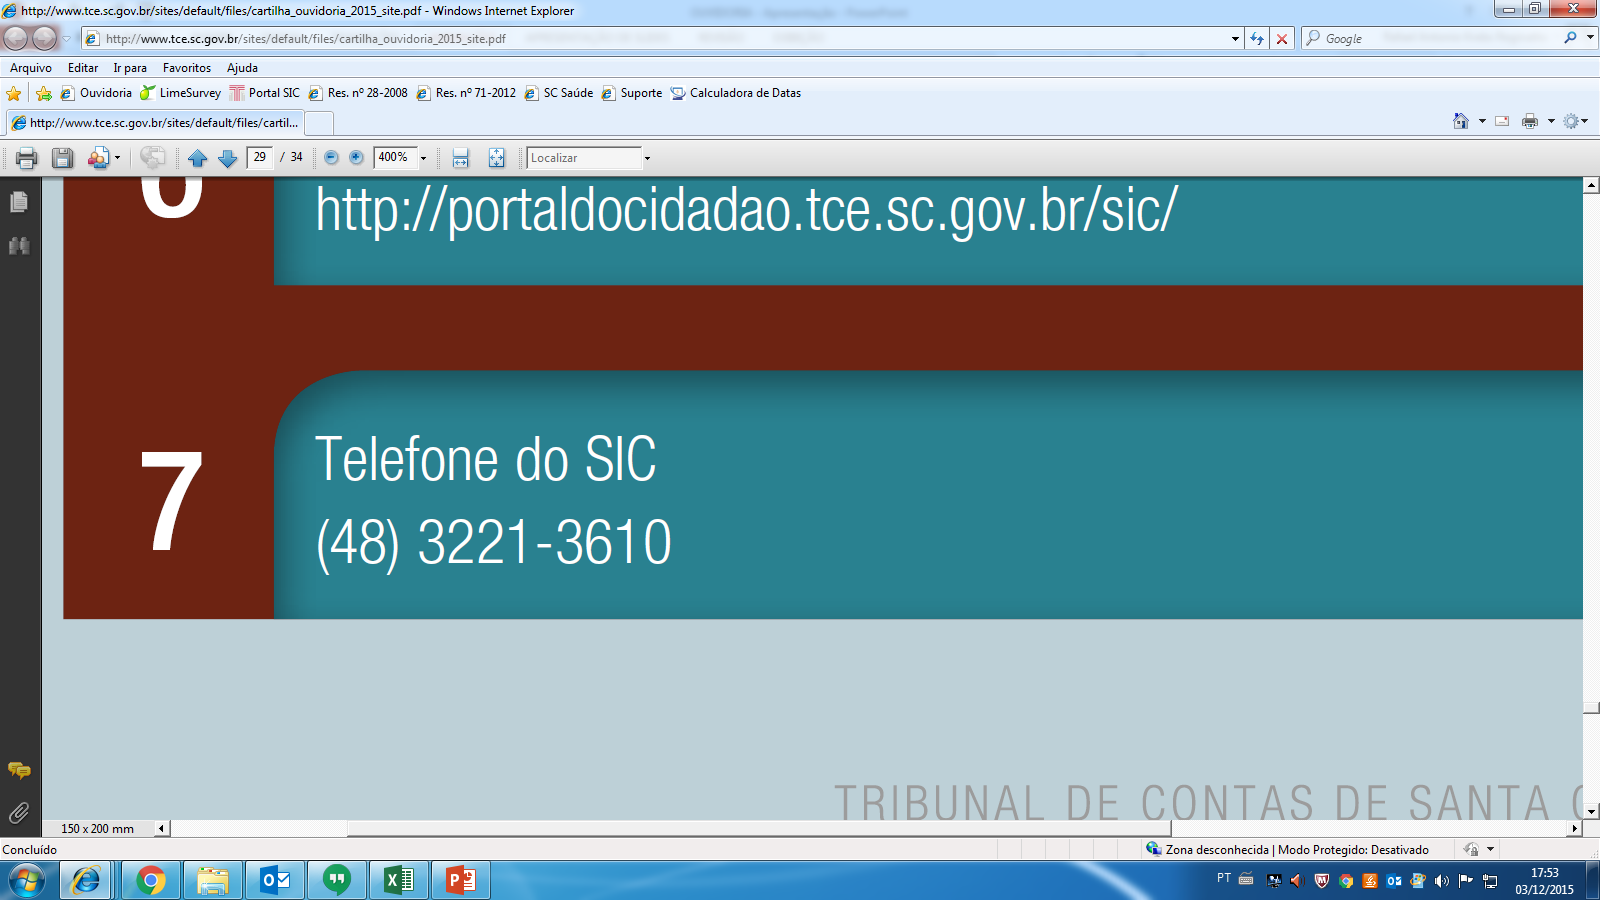 http://www.tce.sc.gov.br/sites/default/files/cartilha_ouvidoria_2015_site.pdf - Windows Internet Explorer
http://www.tce.sc.gov.br/sites/default/files/cartilha_ouvidoria_2015_site.pdf
Google
Arquivo Editar Ir para Favoritos Ajuda
Ouvidoria LimeSurvey Portal SIC Res. nº 28-2008 Res. nº 71-2012 SC Saúde Suporte Calculadora de Datas
http://www.tce.sc.gov.br/sites/default/files/cartil...
29 / 34 400% Localizar
http://portaldocidadao.tce.sc.gov.br/sic/
7
Telefone do SIC
(48) 3221-3610
TRIBUNAL DE CONTAS DE SANTA
150 x 200 mm
Concluído
Zona desconhecida | Modo Protegido: Desativado
PT
17:53
03/12/2015